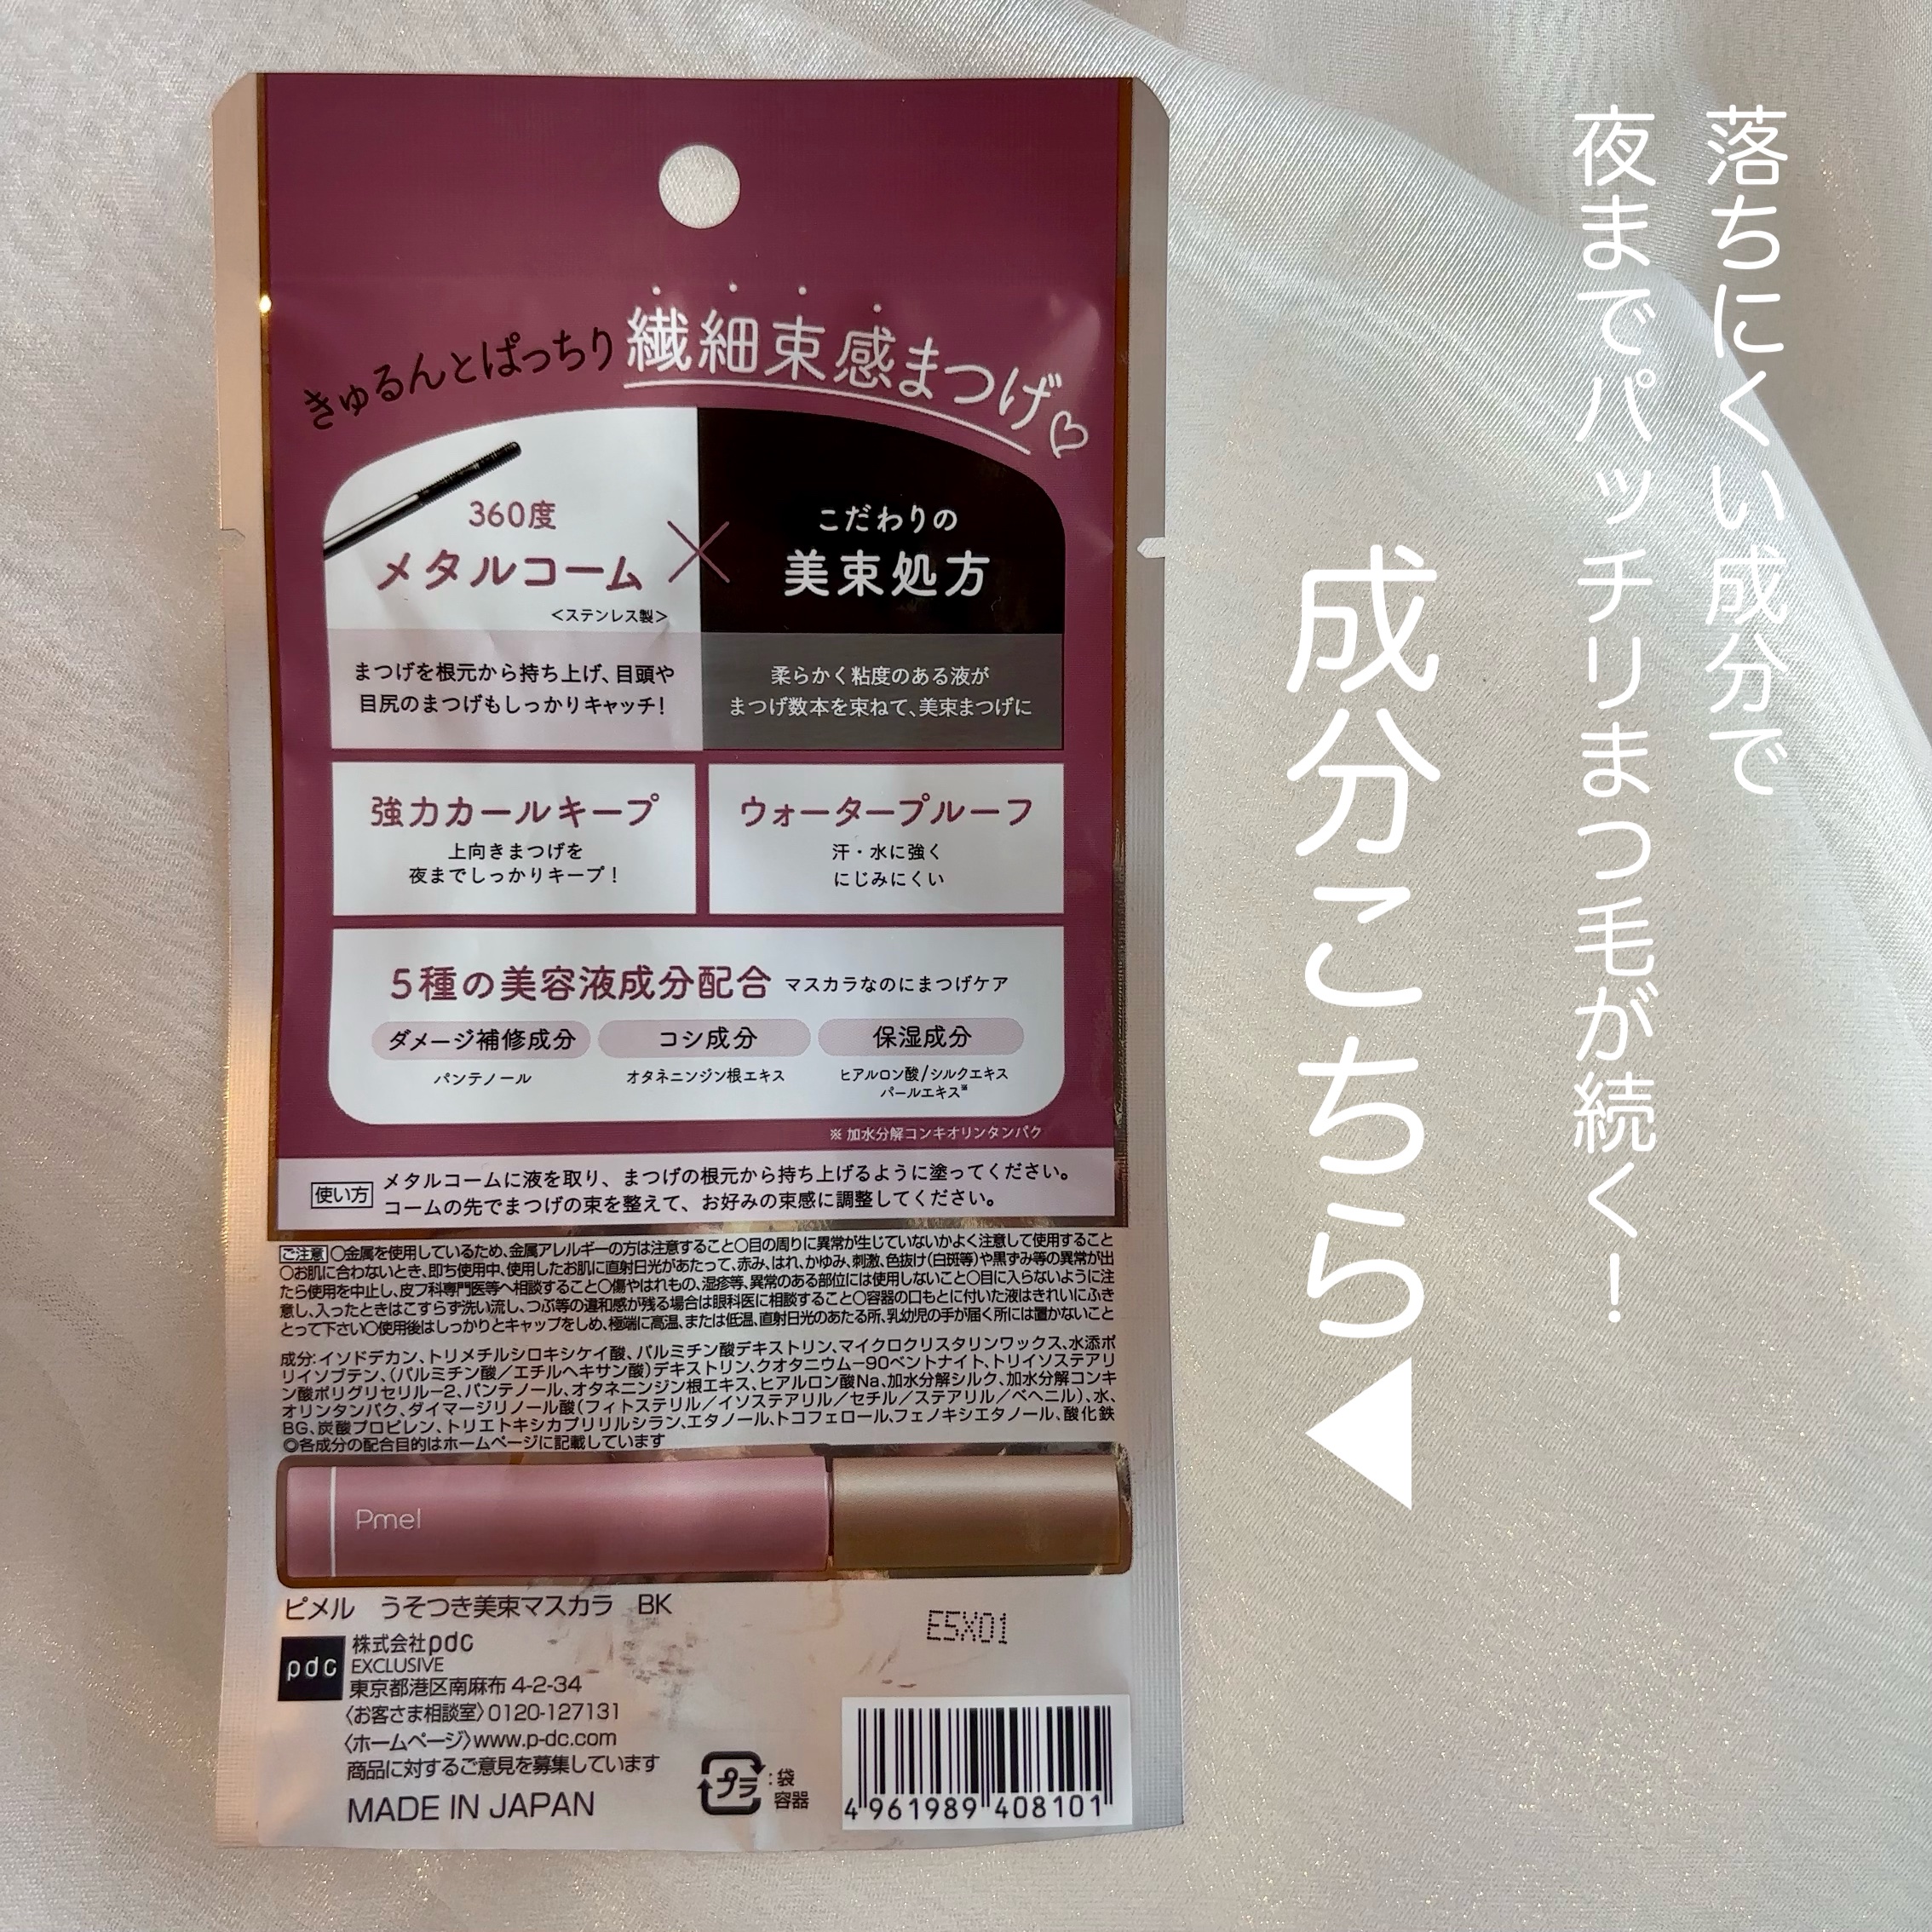 落ちにくい成分で
夜までパッチリまつ毛が続く!
成分こちら◀
きゅるんとぱっちり繊細束感まつげ♡
360度
メタルコーム
<ステンレス製>
まつげを根元から持ち上げ、目頭や
目尻のまつげもしっかりキャッチ!
こだわりの
美束処方
柔らかく粘度のある液が
まつげ数本を束ねて、美束まつげに
強力カールキープ
上向きまつげを
夜までしっかりキープ!
ウォータープルーフ
汗・水に強く
にじみにくい
5種の美容液成分配合 マスカラなのにまつげケア
ダメージ補修成分
パンテノール
コシ成分
オタネニンジン根エキス
保湿成分
ヒアルロン酸/シルクエキス
パールエキス※
※加水分解コンキオリンタンパク
使い方 メタルコームに液を取り、まつげの根元から持ち上げるように塗ってください。
コームの先でまつげの束を整えて、お好みの束感に調整してください。
ご注意 ○金属を使用しているため、金属アレルギーの方は注意すること○目の周りに異常が生じていないかよく注意して使用すること
○お肌に合わないとき、即ち使用中、使用したお肌に直射日光があたって、赤み、はれ、かゆみ、刺激、色抜け(白斑等)や黒ずみ等の異常が出
たら使用を中止し、皮フ科専門医等へ相談すること○傷やはれもの、湿疹等、異常のある部位には使用しないこと○目に入らないように注
意し、入ったときはこすらず洗い流し、つぶ等の違和感が残る場合は眼科医に相談すること○容器の口もとに付いた液はきれいにふき
とって下さい○使用後はしっかりとキャップをしめ、極端に高温、または低温、直射日光のあたる所、乳幼児の手が届く所には置かないこと
成分:イソドデカン、トリメチルシロキシケイ酸、パルミチン酸デキストリン、マイクロクリスタリンワックス、水添ポ
リイソブテン、(パルミチン酸/エチルヘキサン酸)デキストリン、クオタニウム-90ベントナイト、トリイソステアリ
ン酸ポリグリセリル-2、パンテノール、オタネニンジン根エキス、ヒアルロン酸Na、加水分解シルク、加水分解コンキ
オリンタンパク、ダイマージリノール酸(フィトステリル/イソステアリル/セチル/ステアリル/ベヘニル)、水、
BG、炭酸プロピレン、トリエトキシカプリリルシラン、エタノール、トコフェロール、フェノキシエタノール、酸化鉄
◎各成分の配合目的はホームページに記載しています
Pmel
ピメル うそつき美束マスカラ BK
E5X01
pdc
株式会社pdc
EXCLUSIVE
東京都港区南麻布 4-2-34
〈お客さま相談室〉0120-127131
〈ホームページ〉www.p-dc.com
商品に対するご意見を募集しています
MADE IN JAPAN
プラ :袋
容器
4961989408101